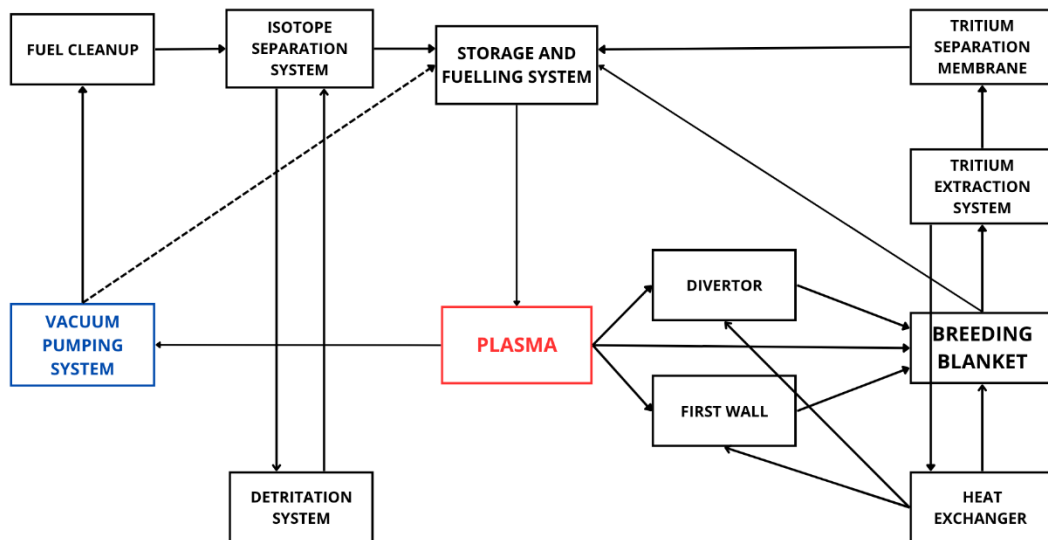 FUEL CLEANUP
ISOTOPE
SEPARATION
SYSTEM
STORAGE AND
FUELLING SYSTEM
TRITIUM
SEPARATION
MEMBRANE
TRITIUM
EXTRACTION
SYSTEM
VACUUM
PUMPING
SYSTEM
PLASMA
DIVERTOR
FIRST WALL
BREEDING
BLANKET
DETRITATION
SYSTEM
HEAT
EXCHANGER